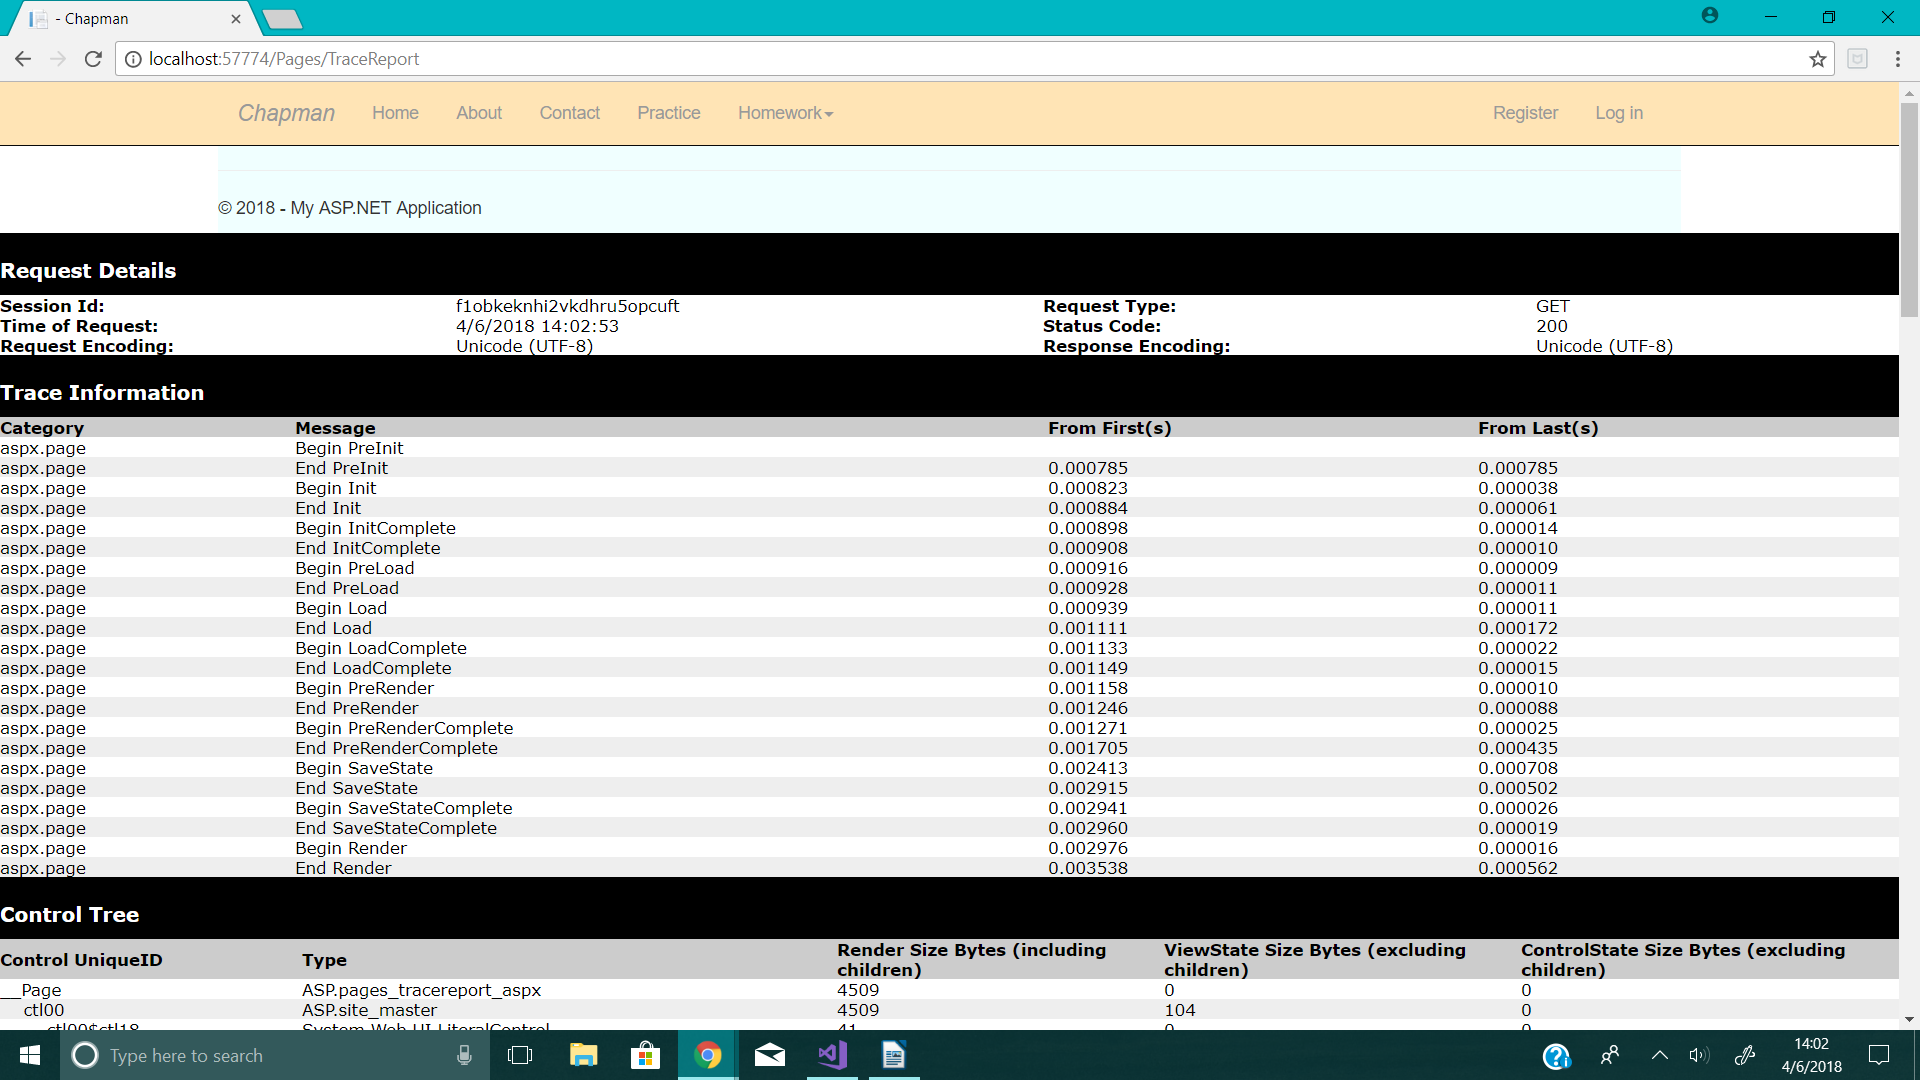 - Chapman
localhost:57774/Pages/TraceReport
Chapman Home About Contact Practice Homework Register Log in
© 2018 - My ASP.NET Application
Request Details
Session Id: f1obkeknhi2vkdhru5opcuft Request Type: GET
Time of Request: 4/6/2018 14:02:53 Status Code: 200
Request Encoding: Unicode (UTF-8) Response Encoding: Unicode (UTF-8)
Trace Information
Category Message From First(s) From Last(s)
aspx.page Begin PreInit
aspx.page End PreInit 0.000785 0.000785
aspx.page Begin Init 0.000823 0.000038
aspx.page End Init 0.000884 0.000061
aspx.page Begin InitComplete 0.000898 0.000014
aspx.page End InitComplete 0.000908 0.000010
aspx.page Begin PreLoad 0.000916 0.000009
aspx.page End PreLoad 0.000928 0.000011
aspx.page Begin Load 0.000939 0.000011
aspx.page End Load 0.001111 0.000172
aspx.page Begin LoadComplete 0.001133 0.000022
aspx.page End LoadComplete 0.001149 0.000015
aspx.page Begin PreRender 0.001158 0.000010
aspx.page End PreRender 0.001246 0.000088
aspx.page Begin PreRenderComplete 0.001271 0.000025
aspx.page End PreRenderComplete 0.001705 0.000435
aspx.page Begin SaveState 0.002413 0.000708
aspx.page End SaveState 0.002915 0.000502
aspx.page Begin SaveStateComplete 0.002941 0.000026
aspx.page End SaveStateComplete 0.002960 0.000019
aspx.page Begin Render 0.002976 0.000016
aspx.page End Render 0.003538 0.000562
Control Tree
Control UniqueID Type Render Size Bytes (including children) ViewState Size Bytes (excluding children) ControlState Size Bytes (excluding children)
__Page ASP.pages_tracereport_aspx 4509 0 0
ctl00 ASP.site_master 4509 104 0
ctl00$ctl18 System.Web.UI.LiteralControl 41 0 0
Type here to search
14:02
4/6/2018